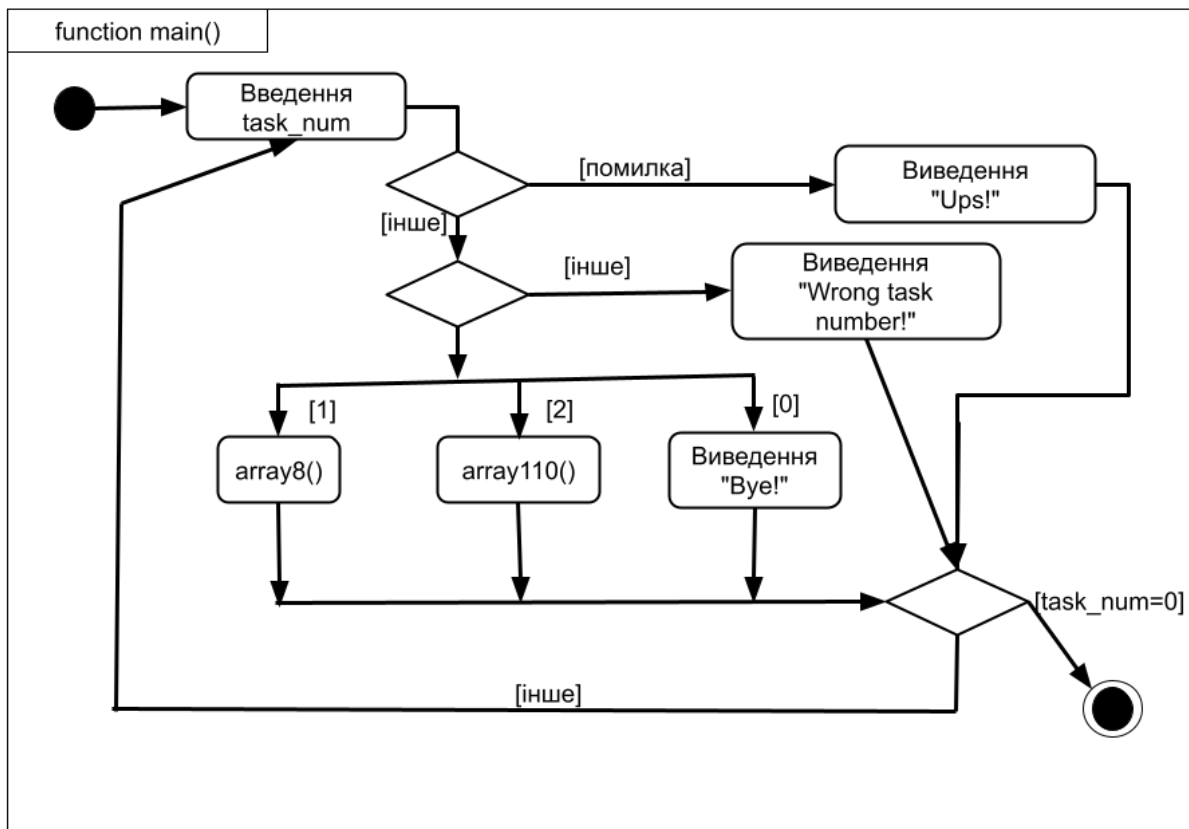 function main()
Введення
task_num
[помилка]
Виведення
"Ups!"
[інше]
[інше]
Виведення
"Wrong task
number!"
[1]
[2]
[0]
array8()
array110()
Виведення
"Bye!"
[task_num=0]
[інше]